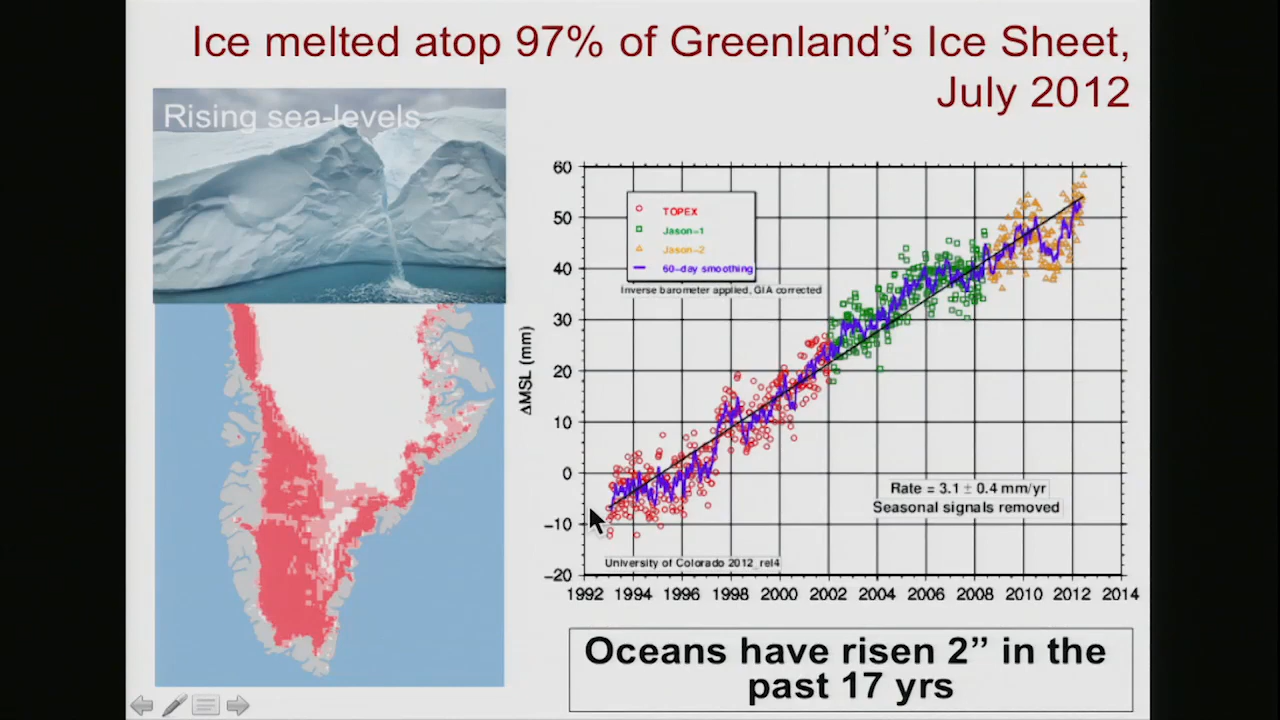 Ice melted atop 97% of Greenland's Ice Sheet,
July 2012
Rising sea-levels
60
50
40
30
20
10
0
−10
−20
ΔMSL (mm)
TOPEX
Jason-1
Jason-2
60-day smoothing
Inverse barometer applied, GIA corrected
Rate = 3.1 ± 0.4 mm/yr
Seasonal signals removed
University of Colorado 2012_rel4
1992 1994 1996 1998 2000 2002 2004 2006 2008 2010 2012 2014
Oceans have risen 2” in the
past 17 yrs